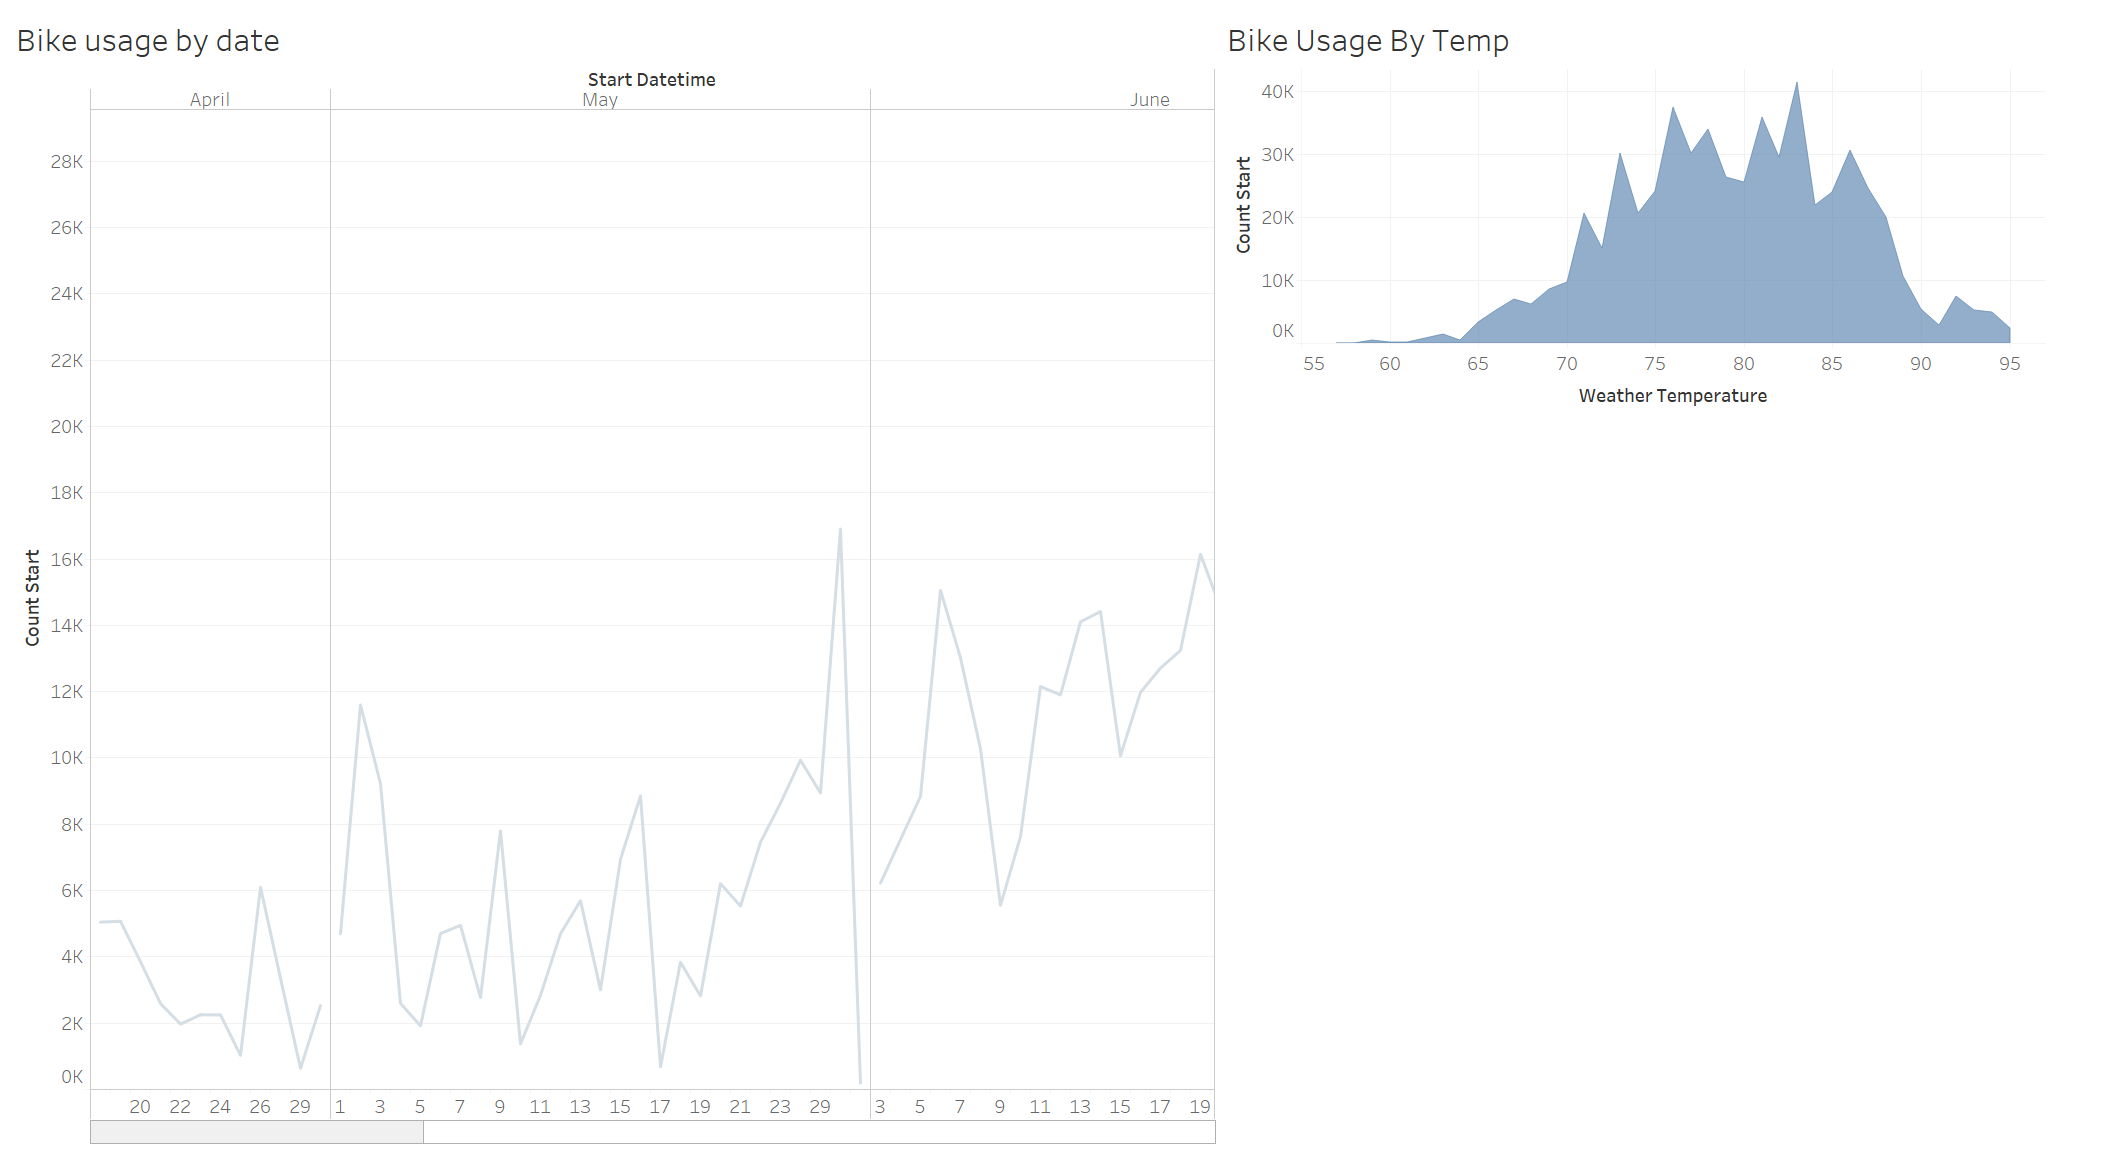 Bike usage by date
Start Datetime
April May June
28K
26K
24K
22K
20K
18K
16K
14K
12K
10K
8K
6K
4K
2K
0K
Count Start
20 22 24 26 29 1 3 5 7 9 11 13 15 17 19 21 23 29 3 5 7 9 11 13 15 17 19
Bike Usage By Temp
40K
30K
20K
10K
0K
Count Start
55 60 65 70 75 80 85 90 95
Weather Temperature